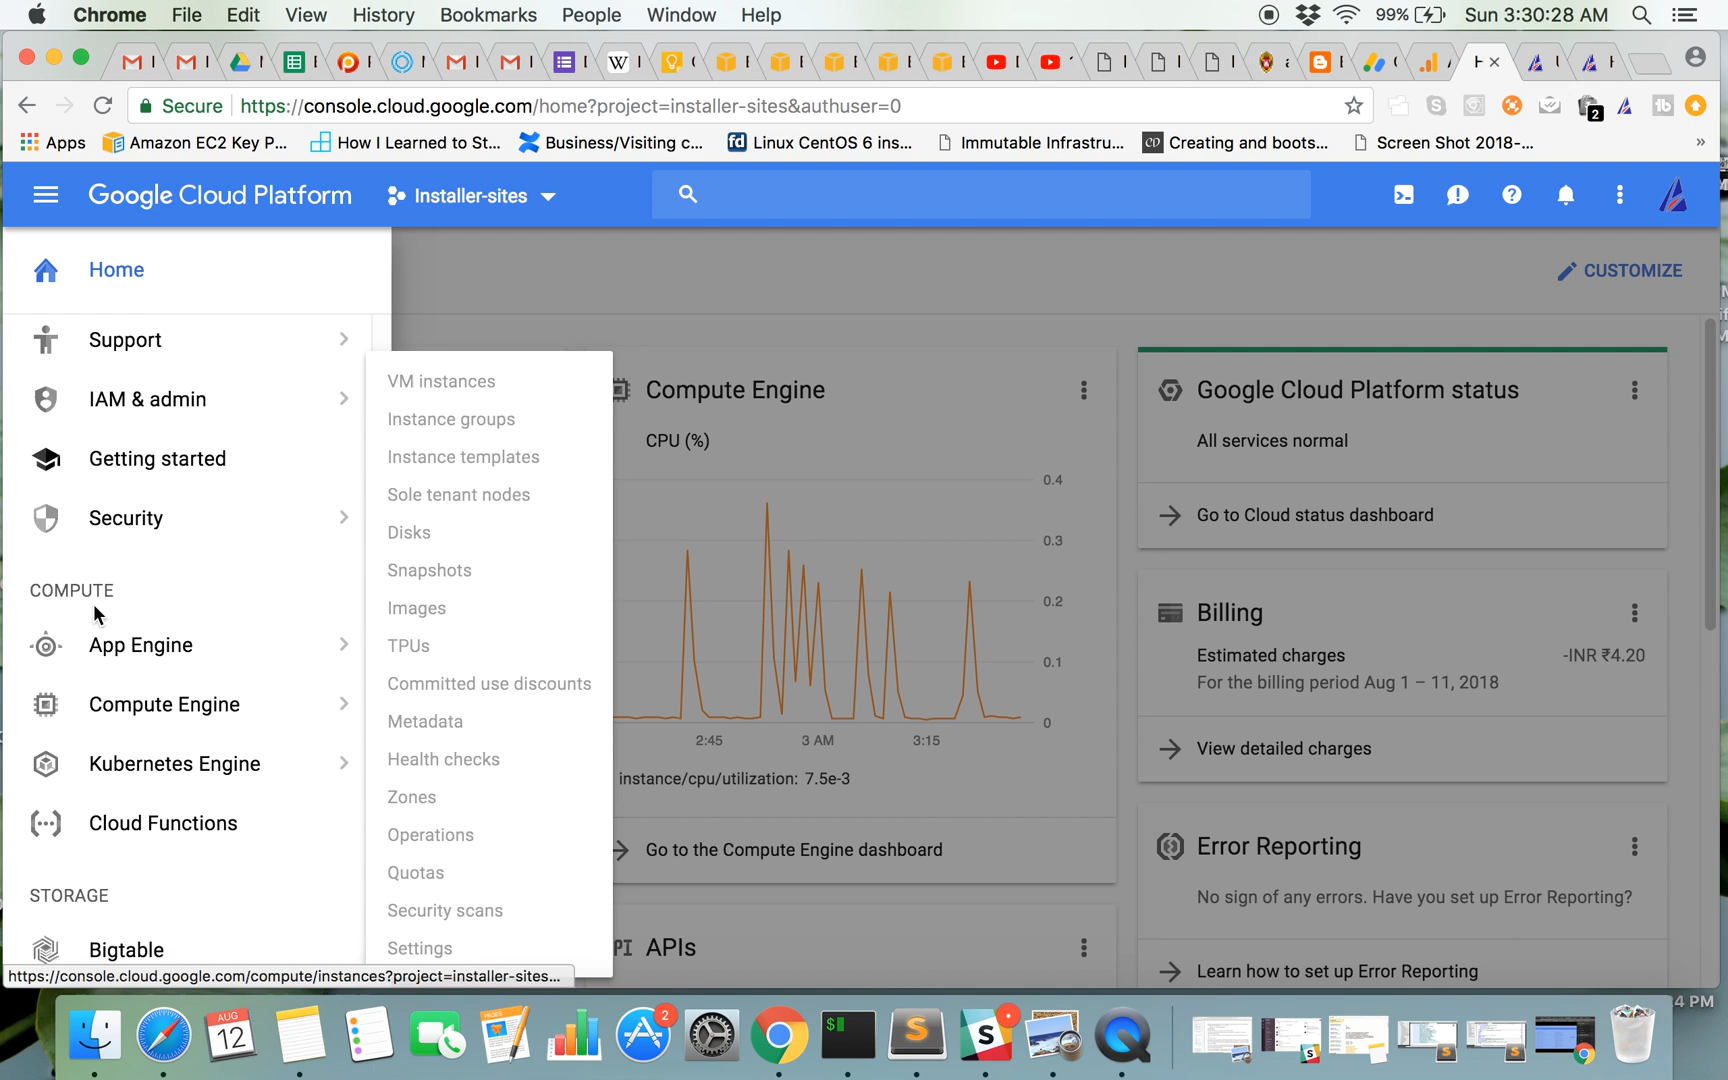 Chrome File Edit View History Bookmarks People Window Help 99% Sun 3:30:28 AM
Secure https://console.cloud.google.com/home?project=installer-sites&authuser=0
Apps Amazon EC2 Key P... How I Learned to St... Business/Visiting c... Linux CentOS 6 ins... Immutable Infrastru... Creating and boots... Screen Shot 2018-... »
Google Cloud Platform Installer-sites
Home
CUSTOMIZE
Support
IAM & admin
Getting started
Security
COMPUTE
App Engine
Compute Engine
Kubernetes Engine
Cloud Functions
STORAGE
Bigtable
VM instances
Instance groups
Instance templates
Sole tenant nodes
Disks
Snapshots
Images
TPUs
Committed use discounts
Metadata
Health checks
Zones
Operations
Quotas
Security scans
Settings
https://console.cloud.google.com/compute/instances?project=installer-sites...
Compute Engine
CPU (%)
0.4
0.3
0.2
0.1
0
2:45 3 AM 3:15
instance/cpu/utilization: 7.5e-3
Go to the Compute Engine dashboard
APIs
Google Cloud Platform status
All services normal
Go to Cloud status dashboard
Billing
Estimated charges -INR ₹4.20
For the billing period Aug 1 – 11, 2018
View detailed charges
Error Reporting
No sign of any errors. Have you set up Error Reporting?
Learn how to set up Error Reporting
4 PM
AUG
12
PAGES
2